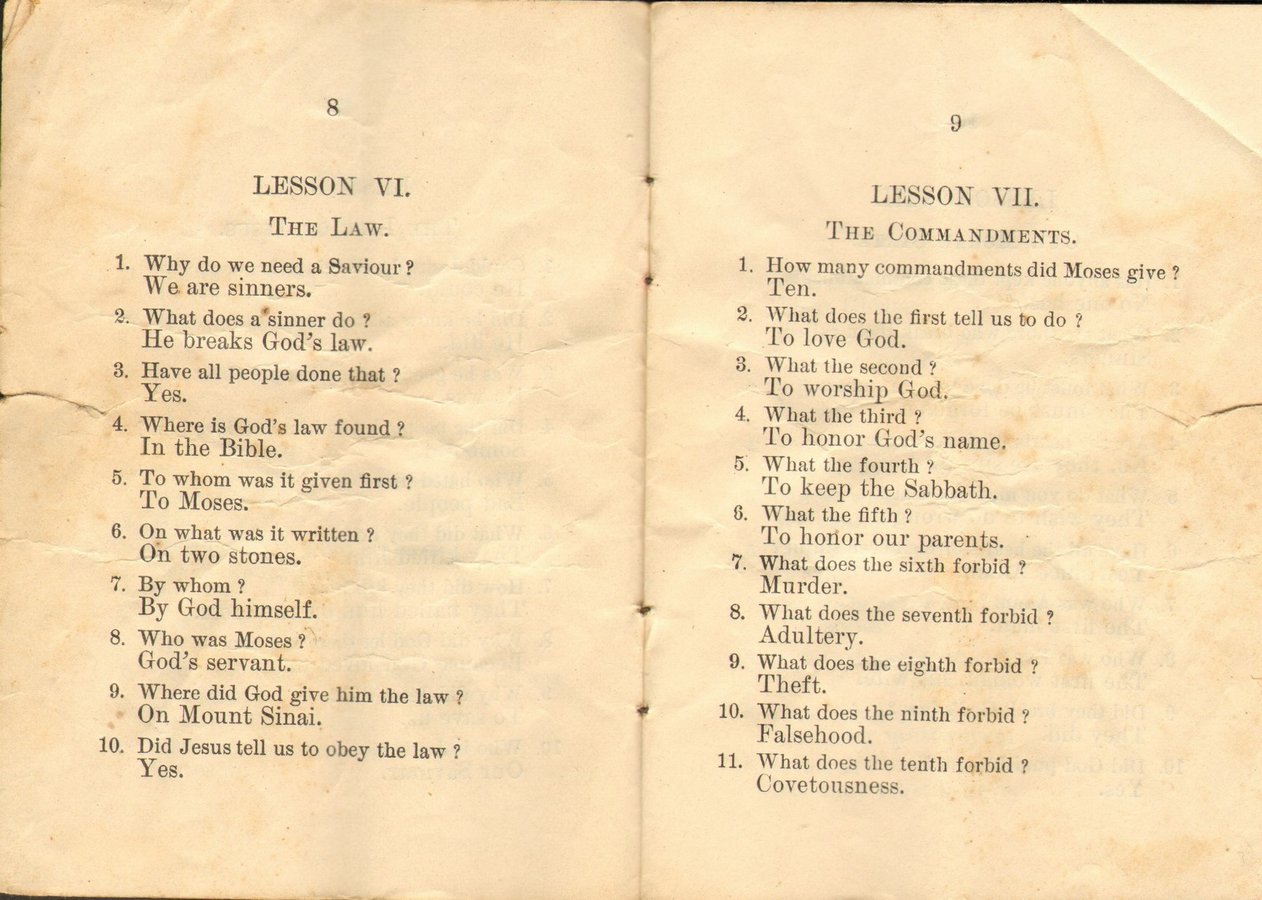 8
LESSON VI.
THE LAW.
1. Why do we need a Saviour ?
We are sinners.
2. What does a sinner do ?
He breaks God's law.
3. Have all people done that ?
Yes.
4. Where is God's law found ?
In the Bible.
5. To whom was it given first ?
To Moses.
6. On what was it written ?
On two stones.
7. By whom ?
By God himself.
8. Who was Moses ?
God's servant.
9. Where did God give him the law ?
On Mount Sinai.
10. Did Jesus tell us to obey the law ?
Yes.
9
LESSON VII.
THE COMMANDMENTS.
1. How many commandments did Moses give ?
Ten.
2. What does the first tell us to do ?
To love God.
3. What the second ?
To worship God.
4. What the third ?
To honor God's name.
5. What the fourth ?
To keep the Sabbath.
6. What the fifth ?
To honor our parents.
7. What does the sixth forbid ?
Murder.
8. What does the seventh forbid ?
Adultery.
9. What does the eighth forbid ?
Theft.
10. What does the ninth forbid ?
Falsehood.
11. What does the tenth forbid ?
Covetousness.